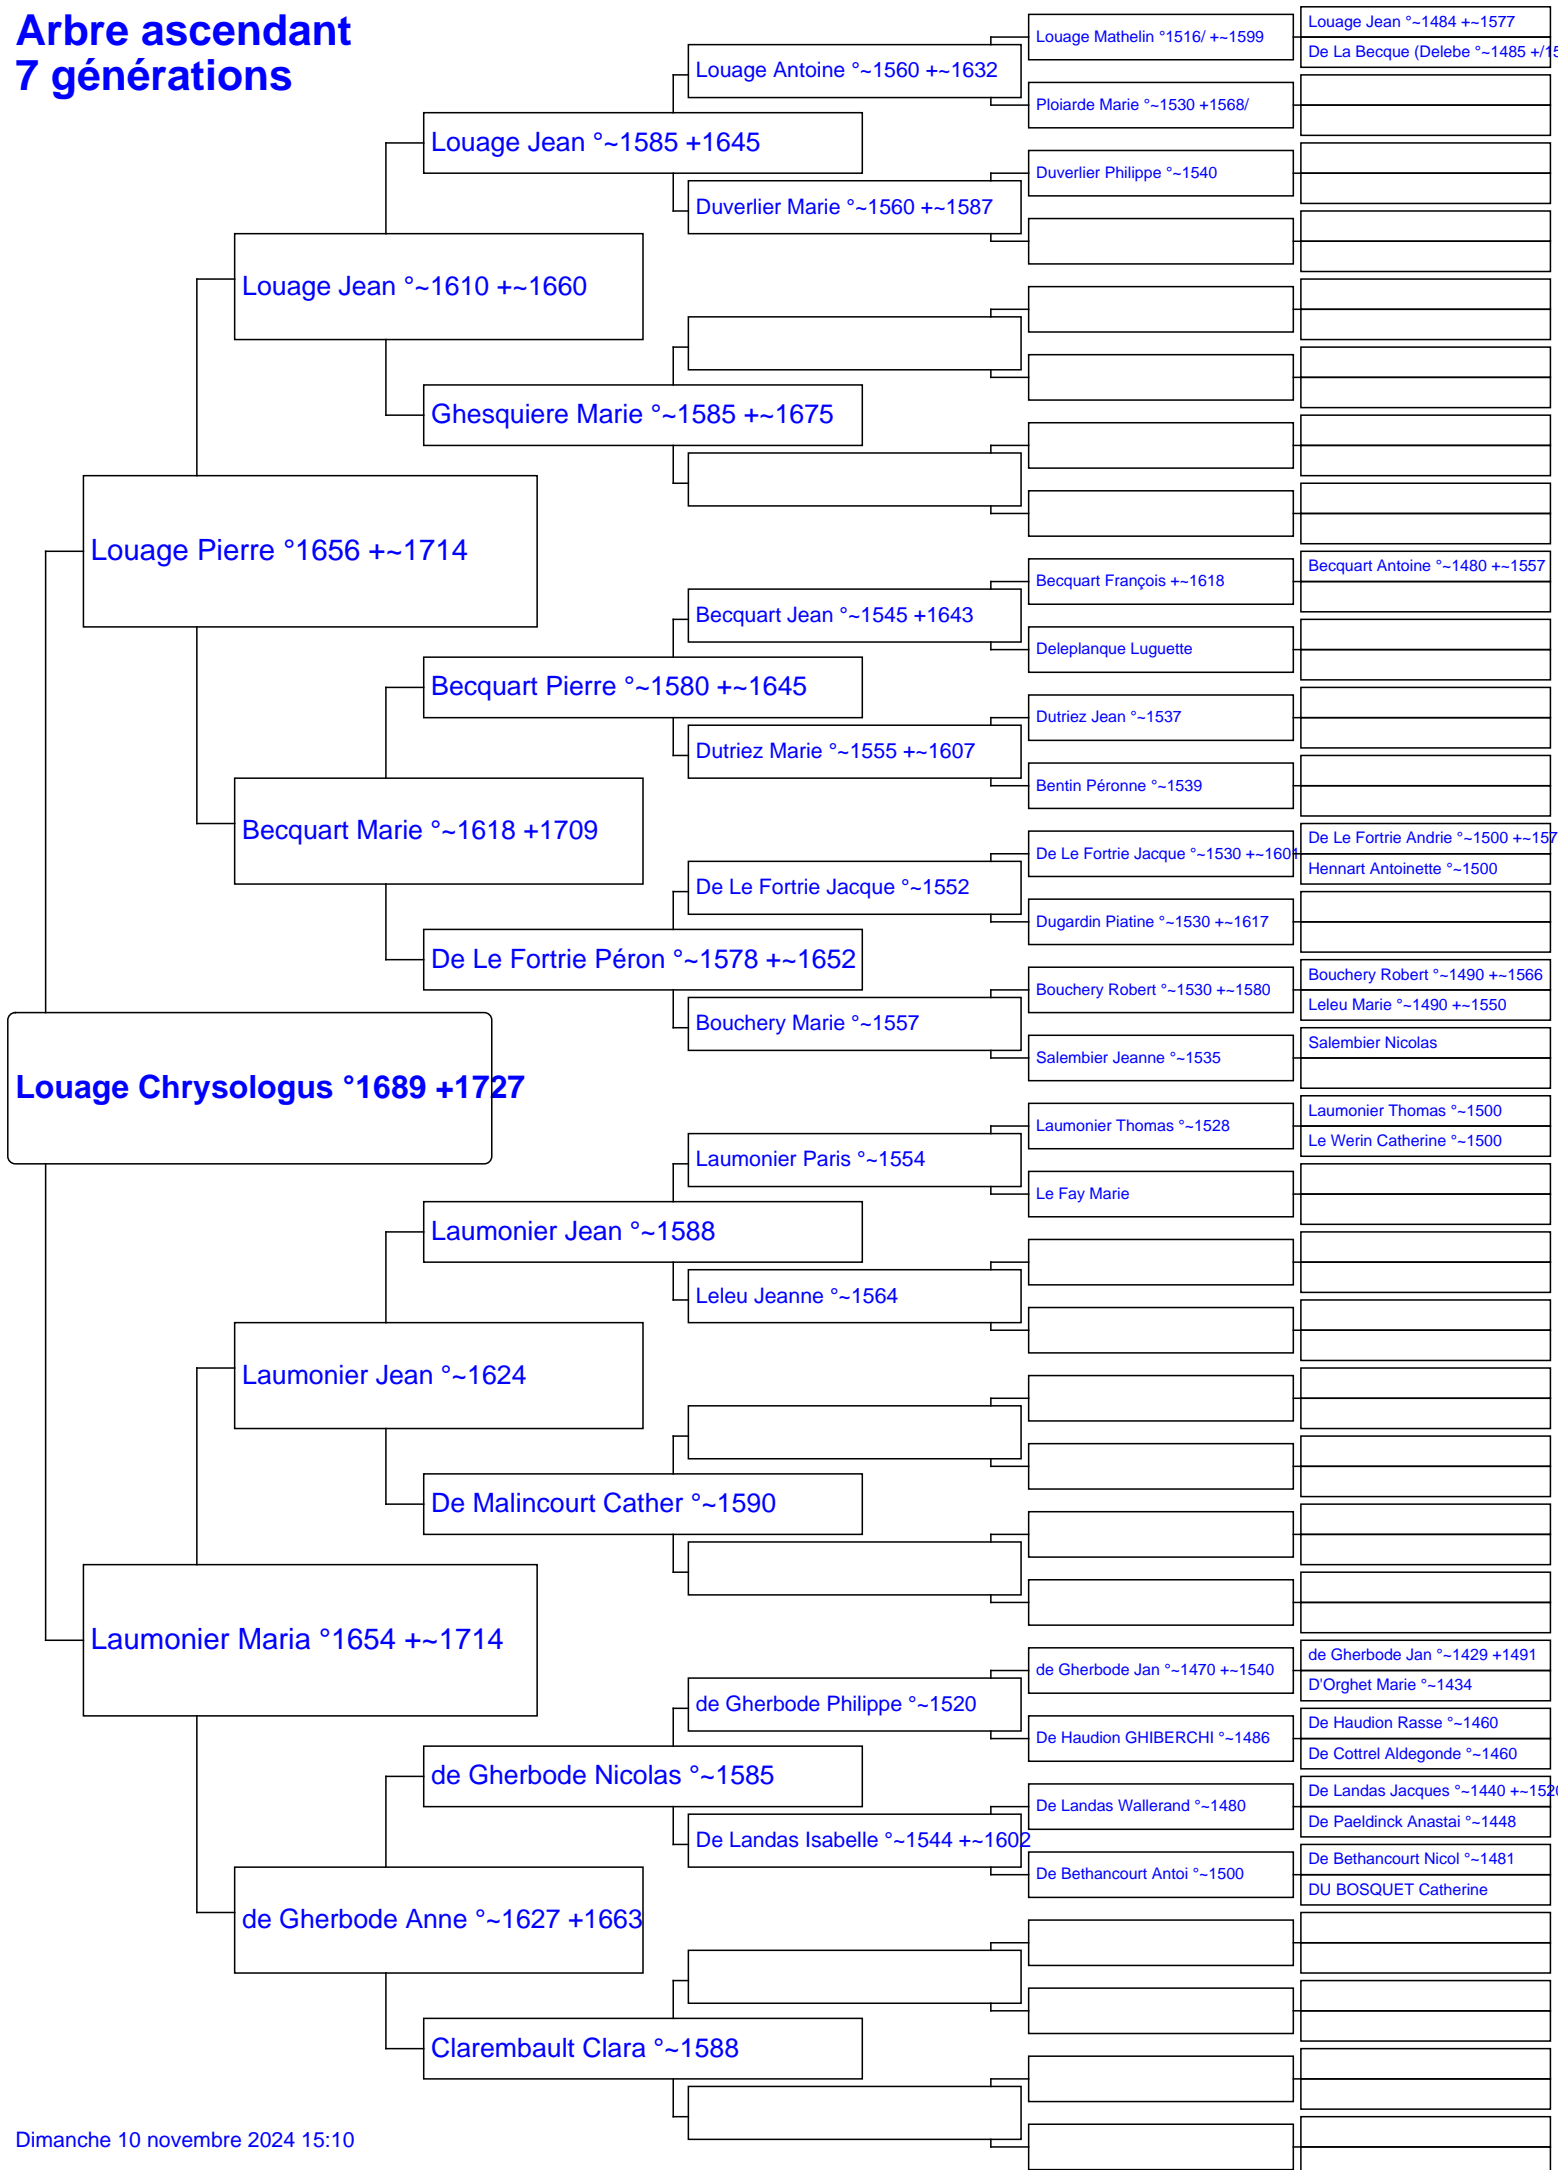 Arbre ascendant
7 générations
Louage Jean °~1484 +~1577
Louage Mathelin °1516/ +~1599
De La Becque (Delebe °~1485 +/15
Louage Antoine °~1560 +~1632
Ploiarde Marie °~1530 +1568/
Louage Jean °~1585 +1645
Duverlier Philippe °~1540
Duverlier Marie °~1560 +~1587
Louage Jean °~1610 +~1660
Ghesquiere Marie °~1585 +~1675
Louage Pierre °1656 +~1714
Becquart Antoine °~1480 +~1557
Becquart François +~1618
Becquart Jean °~1545 +1643
Deleplanque Luguette
Becquart Pierre °~1580 +~1645
Dutriez Jean °~1537
Dutriez Marie °~1555 +~1607
Bentin Péronne °~1539
Becquart Marie °~1618 +1709
De Le Fortrie Andrie °~1500 +~157
De Le Fortrie Jacque °~1530 +~1601
Hennart Antoinette °~1500
De Le Fortrie Jacque °~1552
Dugardin Piatine °~1530 +~1617
De Le Fortrie Péron °~1578 +~1652
Bouchery Robert °~1490 +~1566
Bouchery Robert °~1530 +~1580
Leleu Marie °~1490 +~1550
Bouchery Marie °~1557
Salembier Nicolas
Salembier Jeanne °~1535
Louage Chrysologus °1689 +1727
Laumonier Thomas °~1500
Laumonier Thomas °~1528
Le Werin Catherine °~1500
Laumonier Paris °~1554
Le Fay Marie
Laumonier Jean °~1588
Leleu Jeanne °~1564
Laumonier Jean °~1624
De Malincourt Cather °~1590
Laumonier Maria °1654 +~1714
de Gherbode Jan °~1429 +1491
de Gherbode Jan °~1470 +~1540
D'Orghet Marie °~1434
de Gherbode Philippe °~1520
De Haudion Rasse °~1460
De Haudion GHIBERCHI °~1486
De Cottrel Aldegonde °~1460
de Gherbode Nicolas °~1585
De Landas Jacques °~1440 +~1520
De Landas Wallerand °~1480
De Paeldinck Anastai °~1448
De Landas Isabelle °~1544 +~1602
De Bethancourt Nicol °~1481
De Bethancourt Antoi °~1500
DU BOSQUET Catherine
de Gherbode Anne °~1627 +1663
Clarembault Clara °~1588
Dimanche 10 novembre 2024 15:10